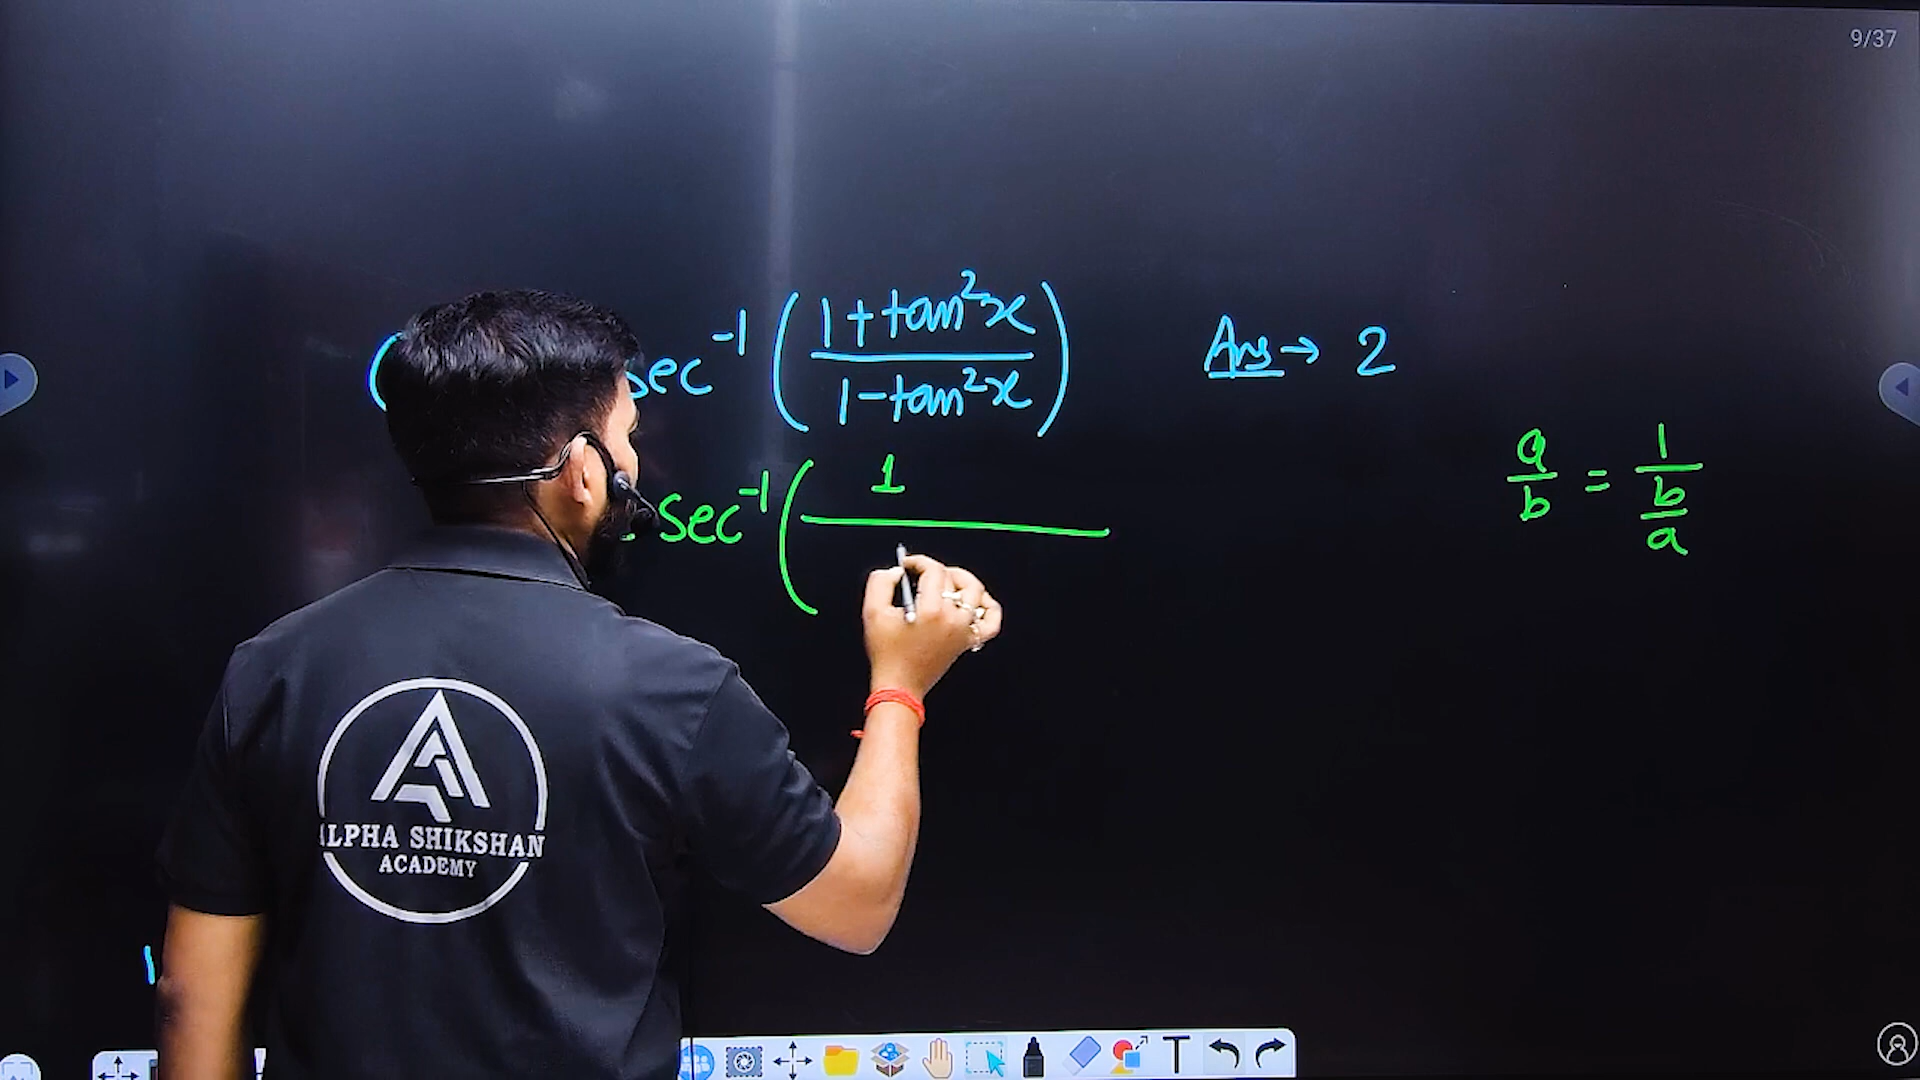 9/37
sec⁻¹ (1+tan²x / 1-tan²x) Ans → 2
a/b = 1/(b/a)
sec⁻¹ ( 1 /
ALPHA SHIKSHAN
ACADEMY
T